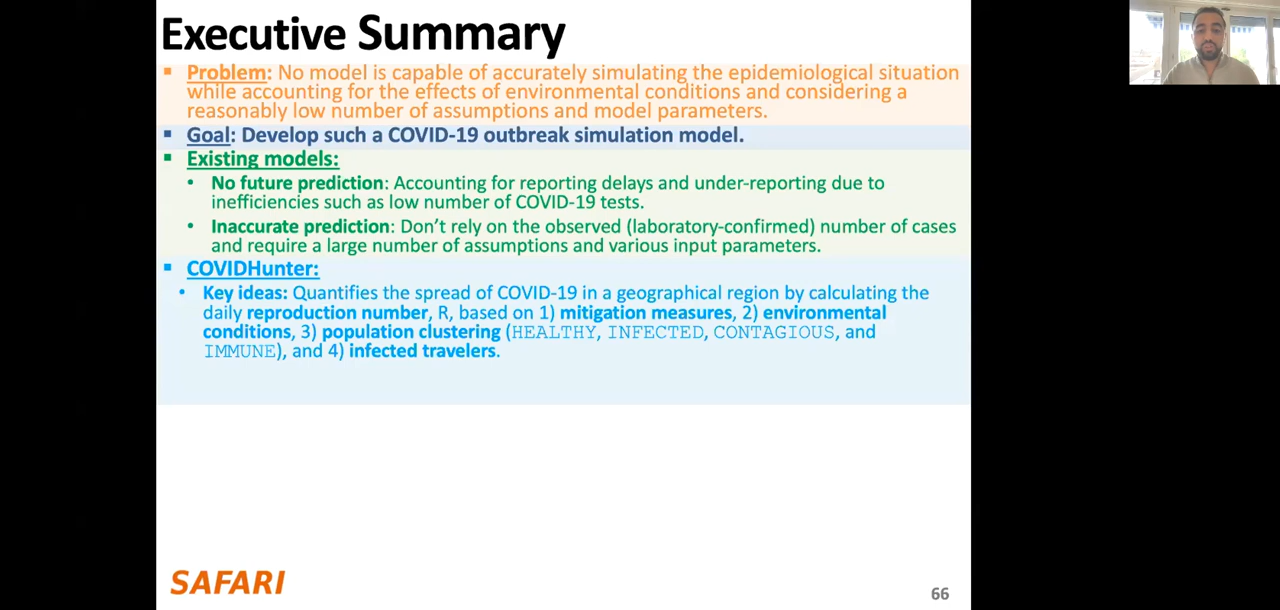 Executive Summary
▪ Problem: No model is capable of accurately simulating the epidemiological situation
while accounting for the effects of environmental conditions and considering a
reasonably low number of assumptions and model parameters.
▪ Goal: Develop such a COVID-19 outbreak simulation model.
▪ Existing models:
• No future prediction: Accounting for reporting delays and under-reporting due to
inefficiencies such as low number of COVID-19 tests.
• Inaccurate prediction: Don’t rely on the observed (laboratory-confirmed) number of cases
and require a large number of assumptions and various input parameters.
▪ COVIDHunter:
• Key ideas: Quantifies the spread of COVID-19 in a geographical region by calculating the
daily reproduction number, R, based on 1) mitigation measures, 2) environmental
conditions, 3) population clustering (HEALTHY, INFECTED, CONTAGIOUS, and
IMMUNE), and 4) infected travelers.
SAFARI
66